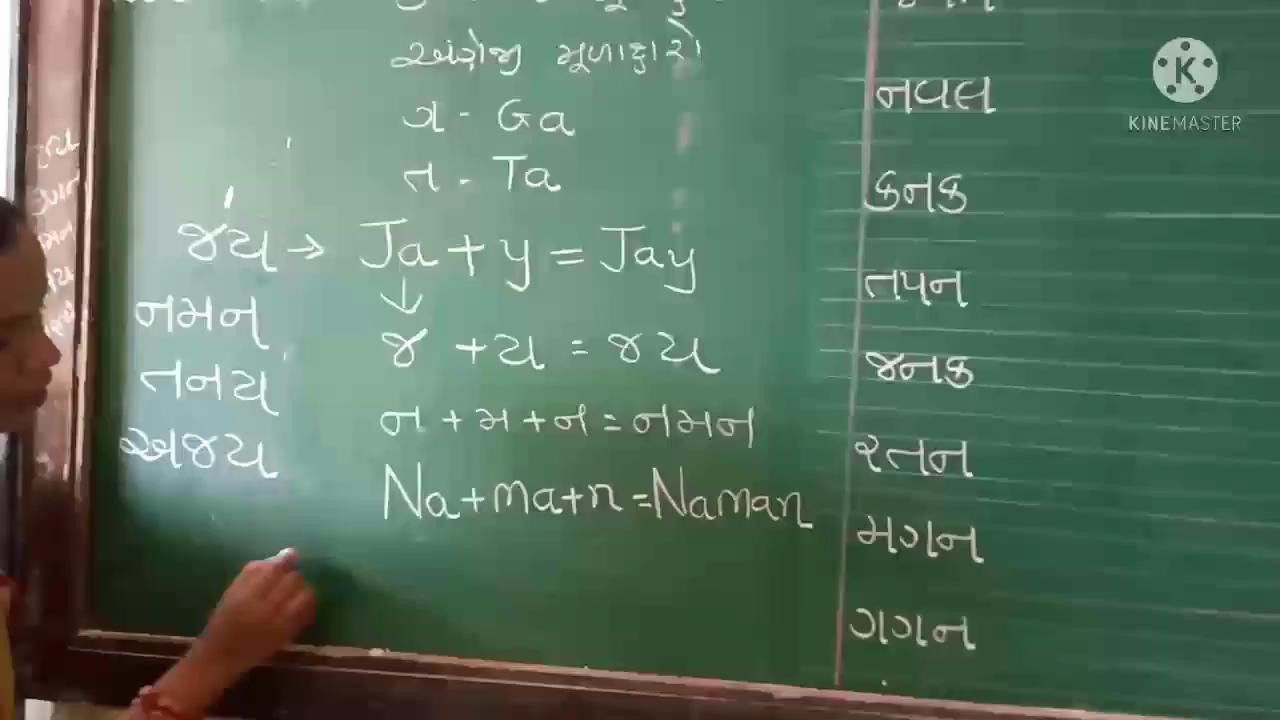 અંગ્રેજી મૂળાક્ષરો
ગ - Ga
ત - Ta
જય → Ja + y = Jay
↓
જ + ય = જય
ન + મ + ન = નમન
Na + ma + n = Naman
નમન
તનય
અજય
નવલ
કનક
તપન
જનક
રતન
મગન
ગગન
KINEMASTER